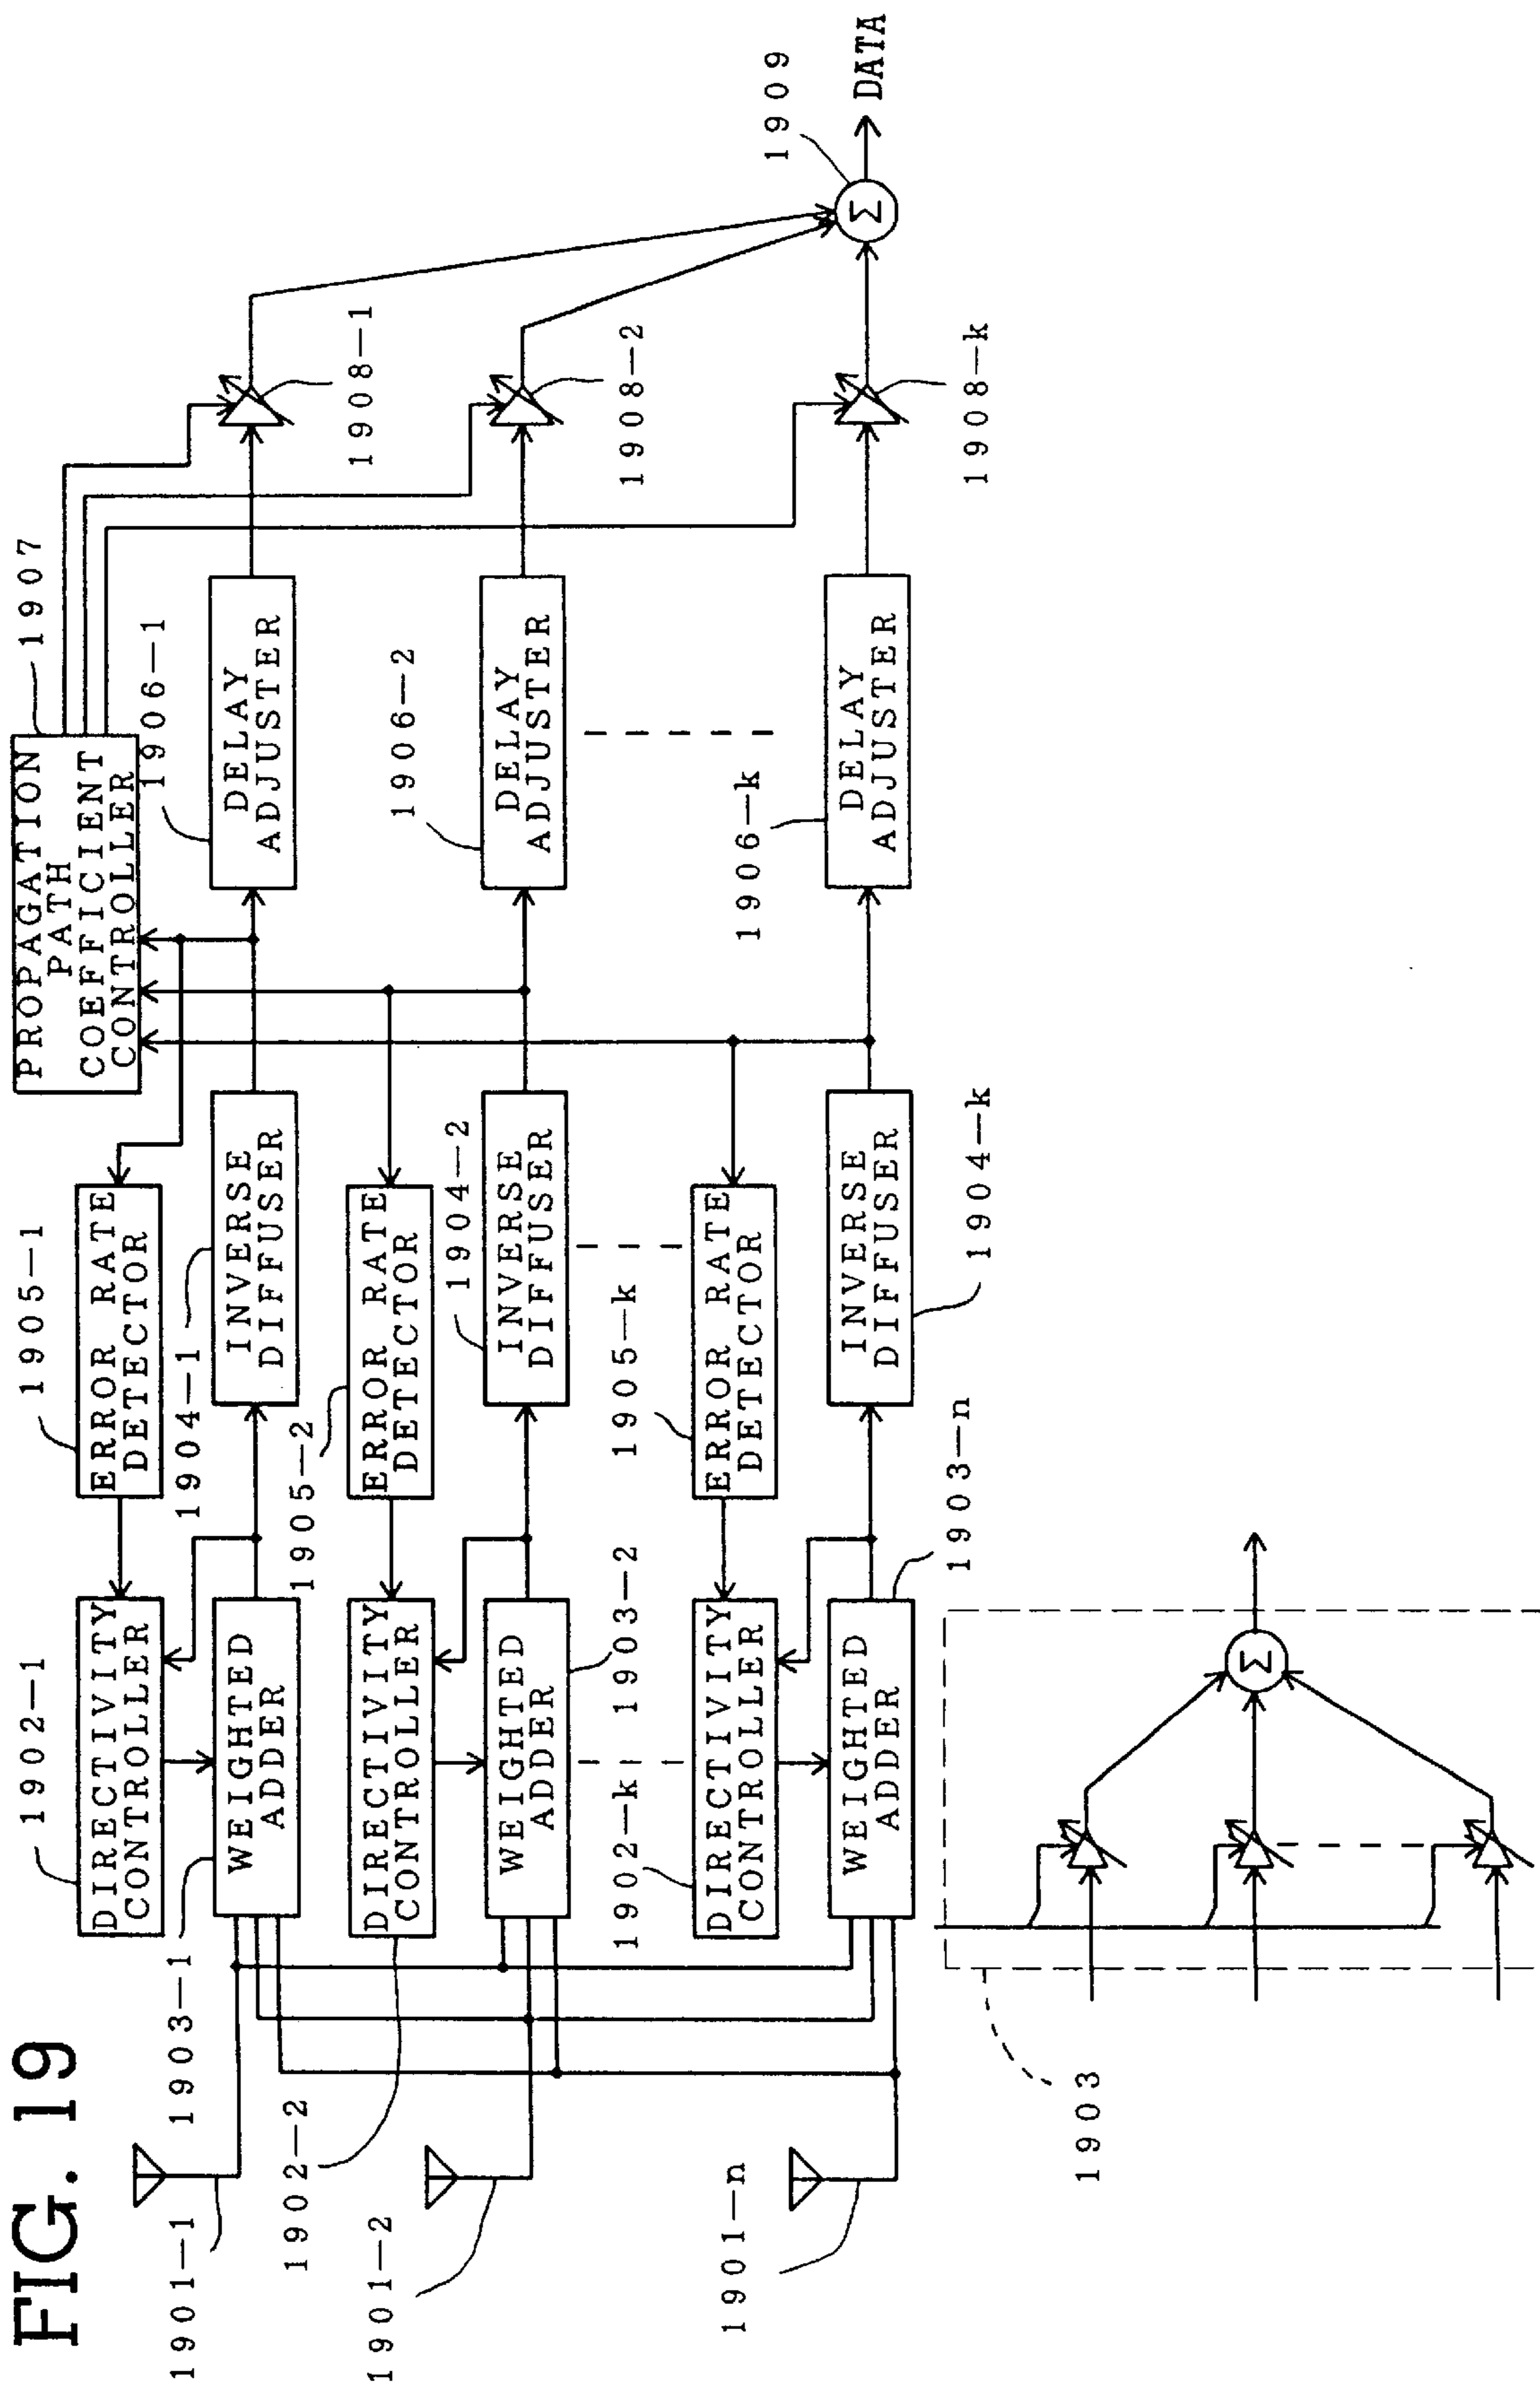 FIG. 19
1901-1
1903-1
1902-1
DIRECTIVITY
CONTROLLER
WEIGHTED
ADDER
1905-1
ERROR RATE
DETECTOR
1904-1
INVERSE
DIFFUSER
PROPAGATION
PATH
COEFFICIENT
CONTROLLER
1907
1906-1
DELAY
ADJUSTER
1908-1
1901-2
1902-2
DIRECTIVITY
CONTROLLER
WEIGHTED
ADDER
1903-2
1905-2
ERROR RATE
DETECTOR
1904-2
INVERSE
DIFFUSER
1906-2
DELAY
ADJUSTER
1908-2
1901-n
1902-k
DIRECTIVITY
CONTROLLER
WEIGHTED
ADDER
1903-n
1905-k
ERROR RATE
DETECTOR
INVERSE
DIFFUSER
1904-k
1906-k
DELAY
ADJUSTER
1908-k
Σ
1909
DATA
1903
Σ